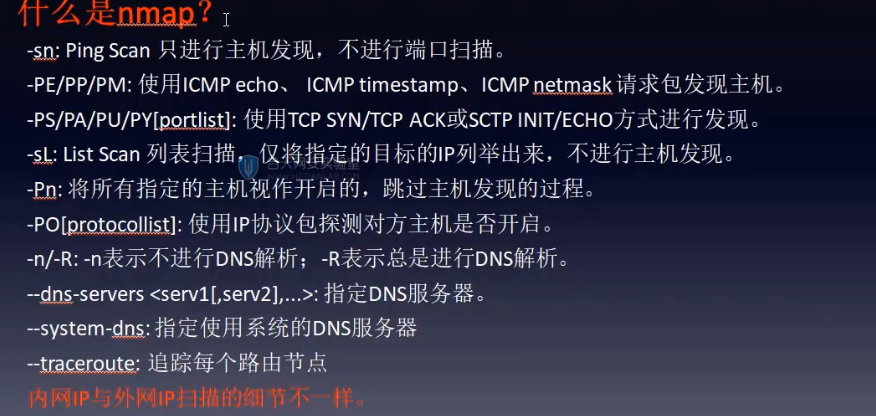 什么是nmap？
-sn: Ping Scan 只进行主机发现，不进行端口扫描。
-PE/PP/PM: 使用ICMP echo、 ICMP timestamp、ICMP netmask 请求包发现主机。
-PS/PA/PU/PY[portlist]: 使用TCP SYN/TCP ACK或SCTP INIT/ECHO方式进行发现。
-sL: List Scan 列表扫描，仅将指定的目标的IP列举出来，不进行主机发现。
-Pn: 将所有指定的主机视作开启的，跳过主机发现的过程。
-PO[protocollist]: 使用IP协议包探测对方主机是否开启。
-n/-R: -n表示不进行DNS解析；-R表示总是进行DNS解析。
--dns-servers <serv1[,serv2],...>: 指定DNS服务器。
--system-dns: 指定使用系统的DNS服务器
--traceroute: 追踪每个路由节点
内网IP与外网IP扫描的细节不一样。